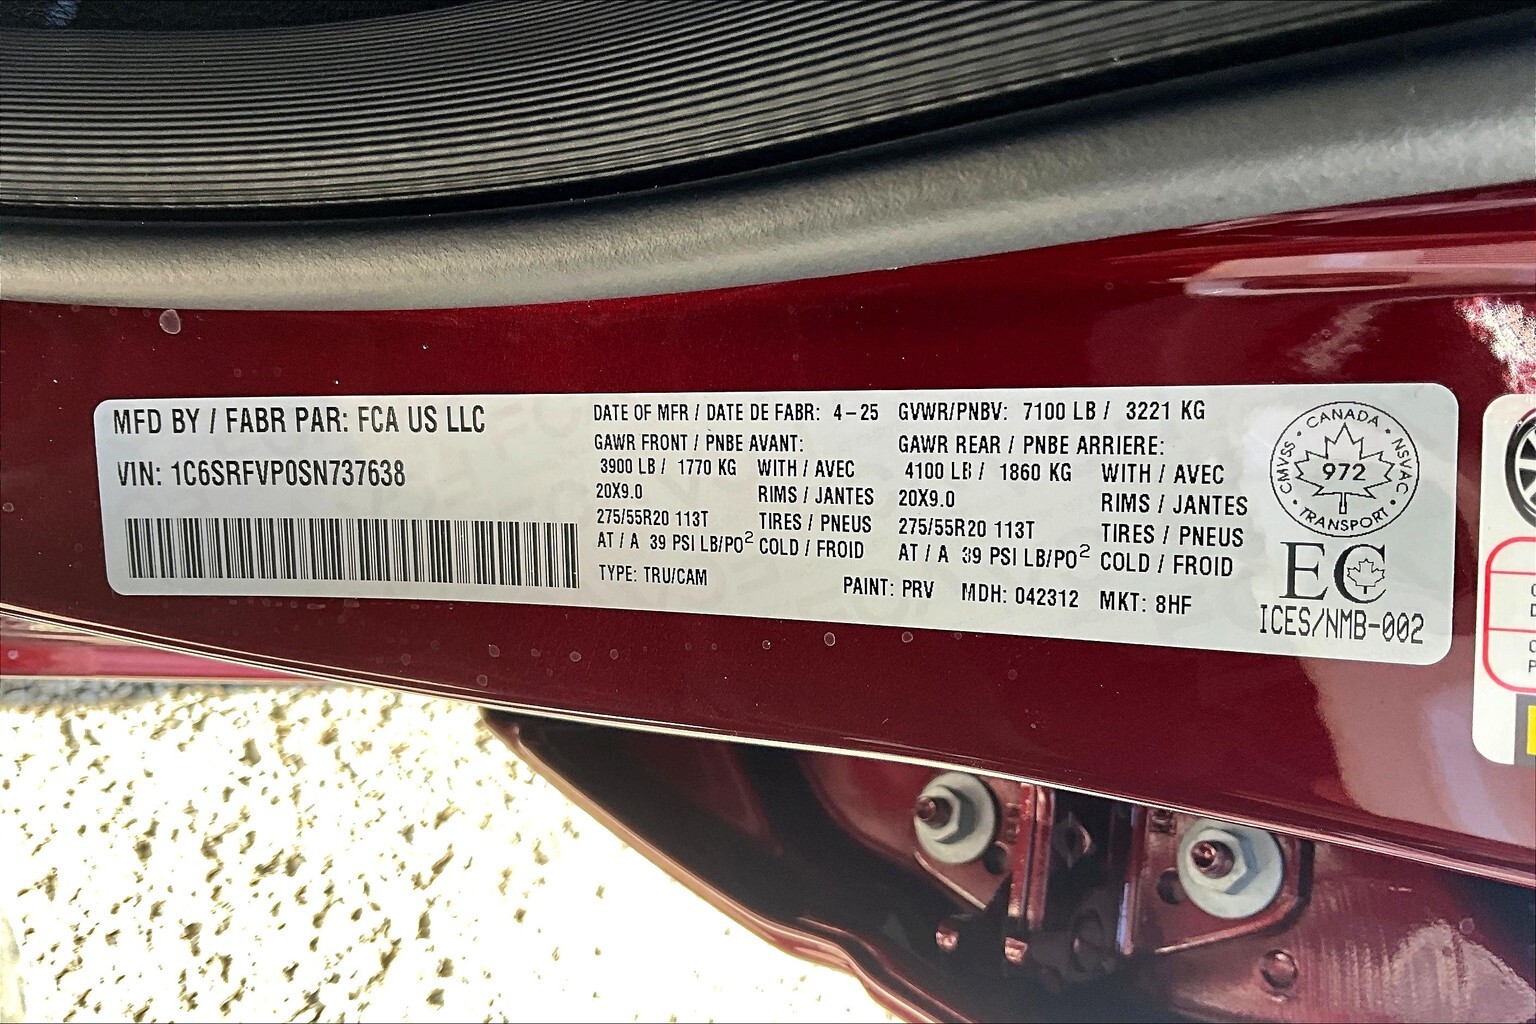 MFD BY / FABR PAR: FCA US LLC
VIN: 1C6SRFVP0SN737638
DATE OF MFR / DATE DE FABR: 4-25
GVWR/PNBV: 7100 LB / 3221 KG
GAWR FRONT / PNBE AVANT:
3900 LB / 1770 KG WITH / AVEC
20X9.0 RIMS / JANTES
275/55R20 113T TIRES / PNEUS
AT / A 39 PSI LB/PO² COLD / FROID
TYPE: TRU/CAM
GAWR REAR / PNBE ARRIERE:
4100 LB / 1860 KG WITH / AVEC
20X9.0 RIMS / JANTES
275/55R20 113T TIRES / PNEUS
AT / A 39 PSI LB/PO² COLD / FROID
PAINT: PRV MDH: 042312 MKT: 8HF
CANADA · NSVAC · TRANSPORT · CMVSS ·
972
EC
ICES/NMB-002